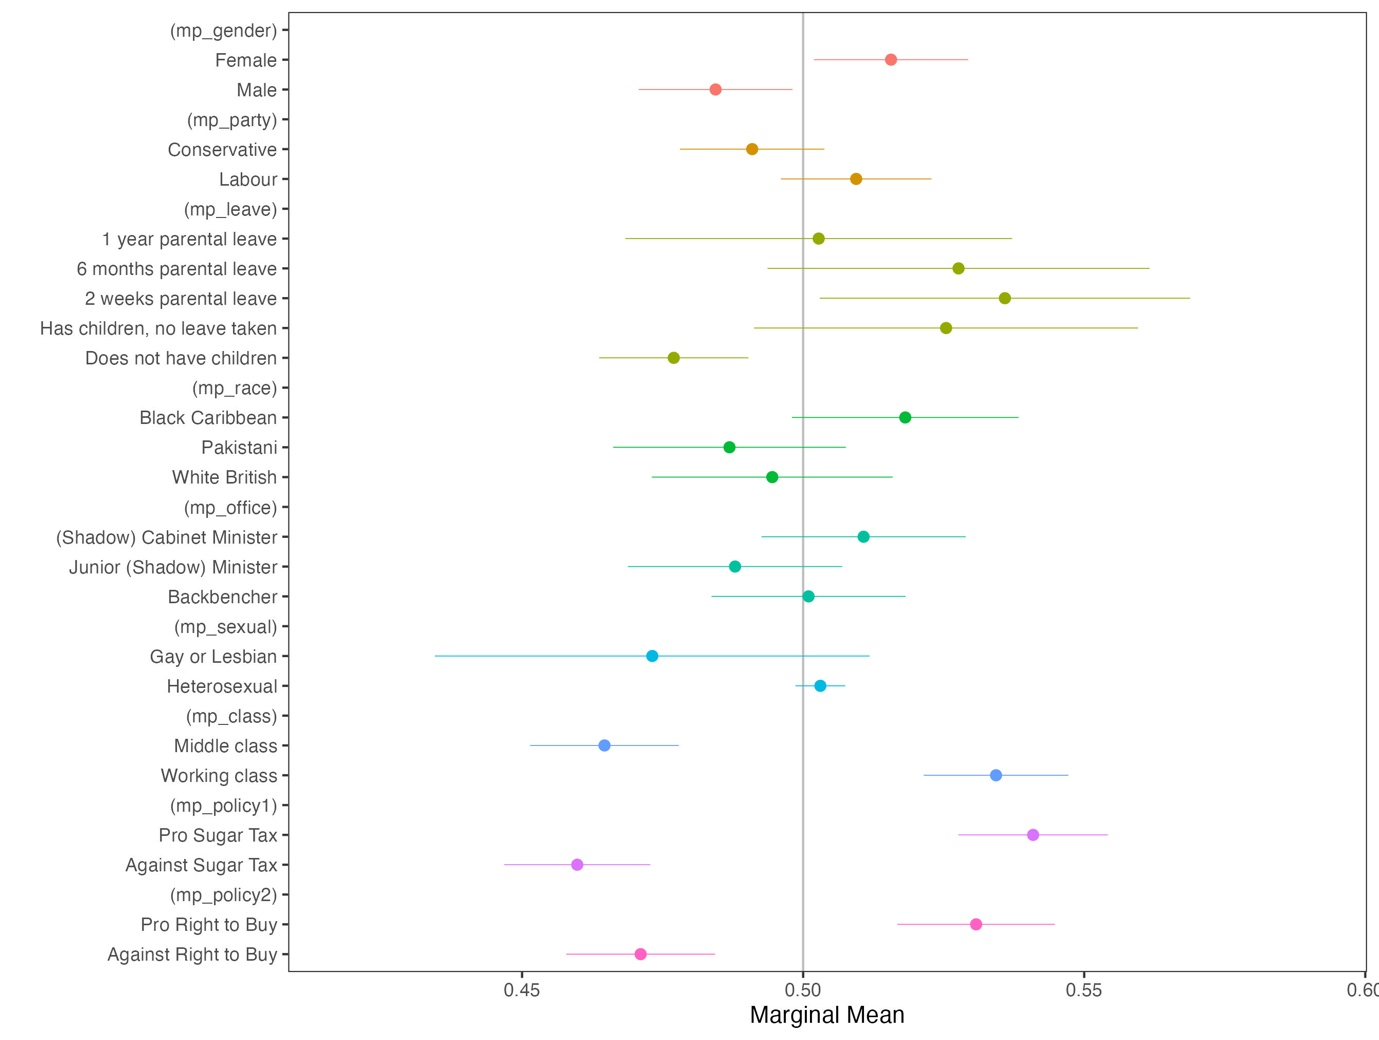 (mp_gender)
Female
Male
(mp_party)
Conservative
Labour
(mp_leave)
1 year parental leave
6 months parental leave
2 weeks parental leave
Has children, no leave taken
Does not have children
(mp_race)
Black Caribbean
Pakistani
White British
(mp_office)
(Shadow) Cabinet Minister
Junior (Shadow) Minister
Backbencher
(mp_sexual)
Gay or Lesbian
Heterosexual
(mp_class)
Middle class
Working class
(mp_policy1)
Pro Sugar Tax
Against Sugar Tax
(mp_policy2)
Pro Right to Buy
Against Right to Buy
0.45 0.50 0.55 0.60
Marginal Mean